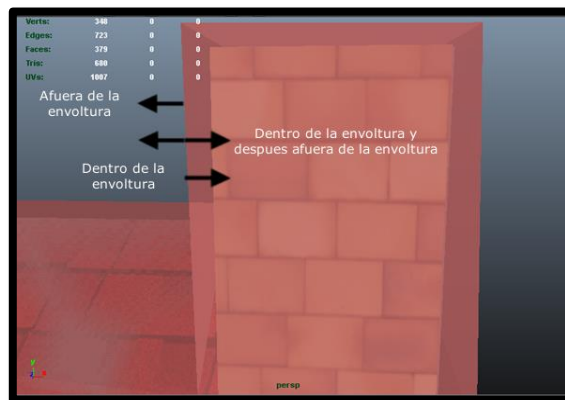 Verts: 348 0 0
Edges: 723 0 0
Faces: 379 0 0
Tris: 680 0 0
UVs: 1007 0 0
Afuera de la
envoltura
Dentro de la envoltura y
despues afuera de la envoltura
Dentro de la
envoltura
y
z x
persp